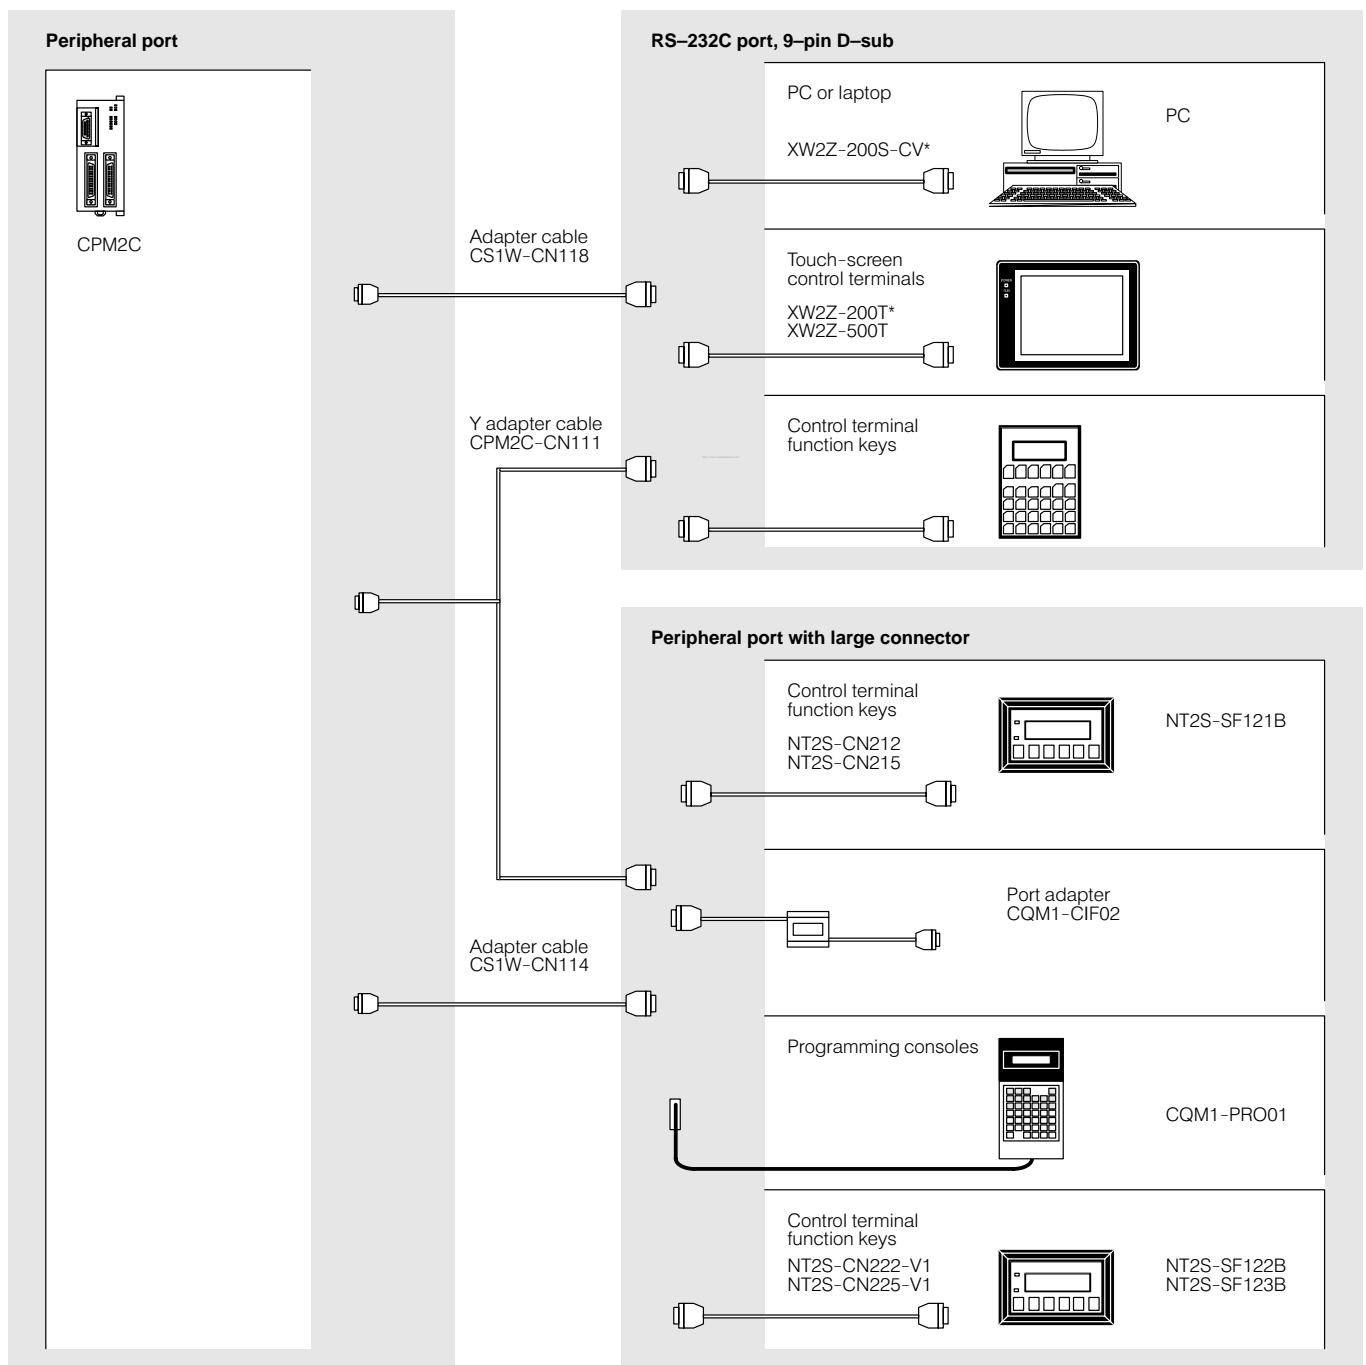 Peripheral port
CPM2C
Adapter cable
CS1W-CN118
Y adapter cable
CPM2C-CN111
Adapter cable
CS1W-CN114
RS–232C port, 9–pin D–sub
PC or laptop
XW2Z-200S-CV*
PC
Touch-screen
control terminals
XW2Z-200T*
XW2Z-500T
Control terminal
function keys
Peripheral port with large connector
Control terminal
function keys
NT2S-CN212
NT2S-CN215
NT2S-SF121B
Port adapter
CQM1-CIF02
Programming consoles
CQM1-PRO01
Control terminal
function keys
NT2S-CN222-V1
NT2S-CN225-V1
NT2S-SF122B
NT2S-SF123B